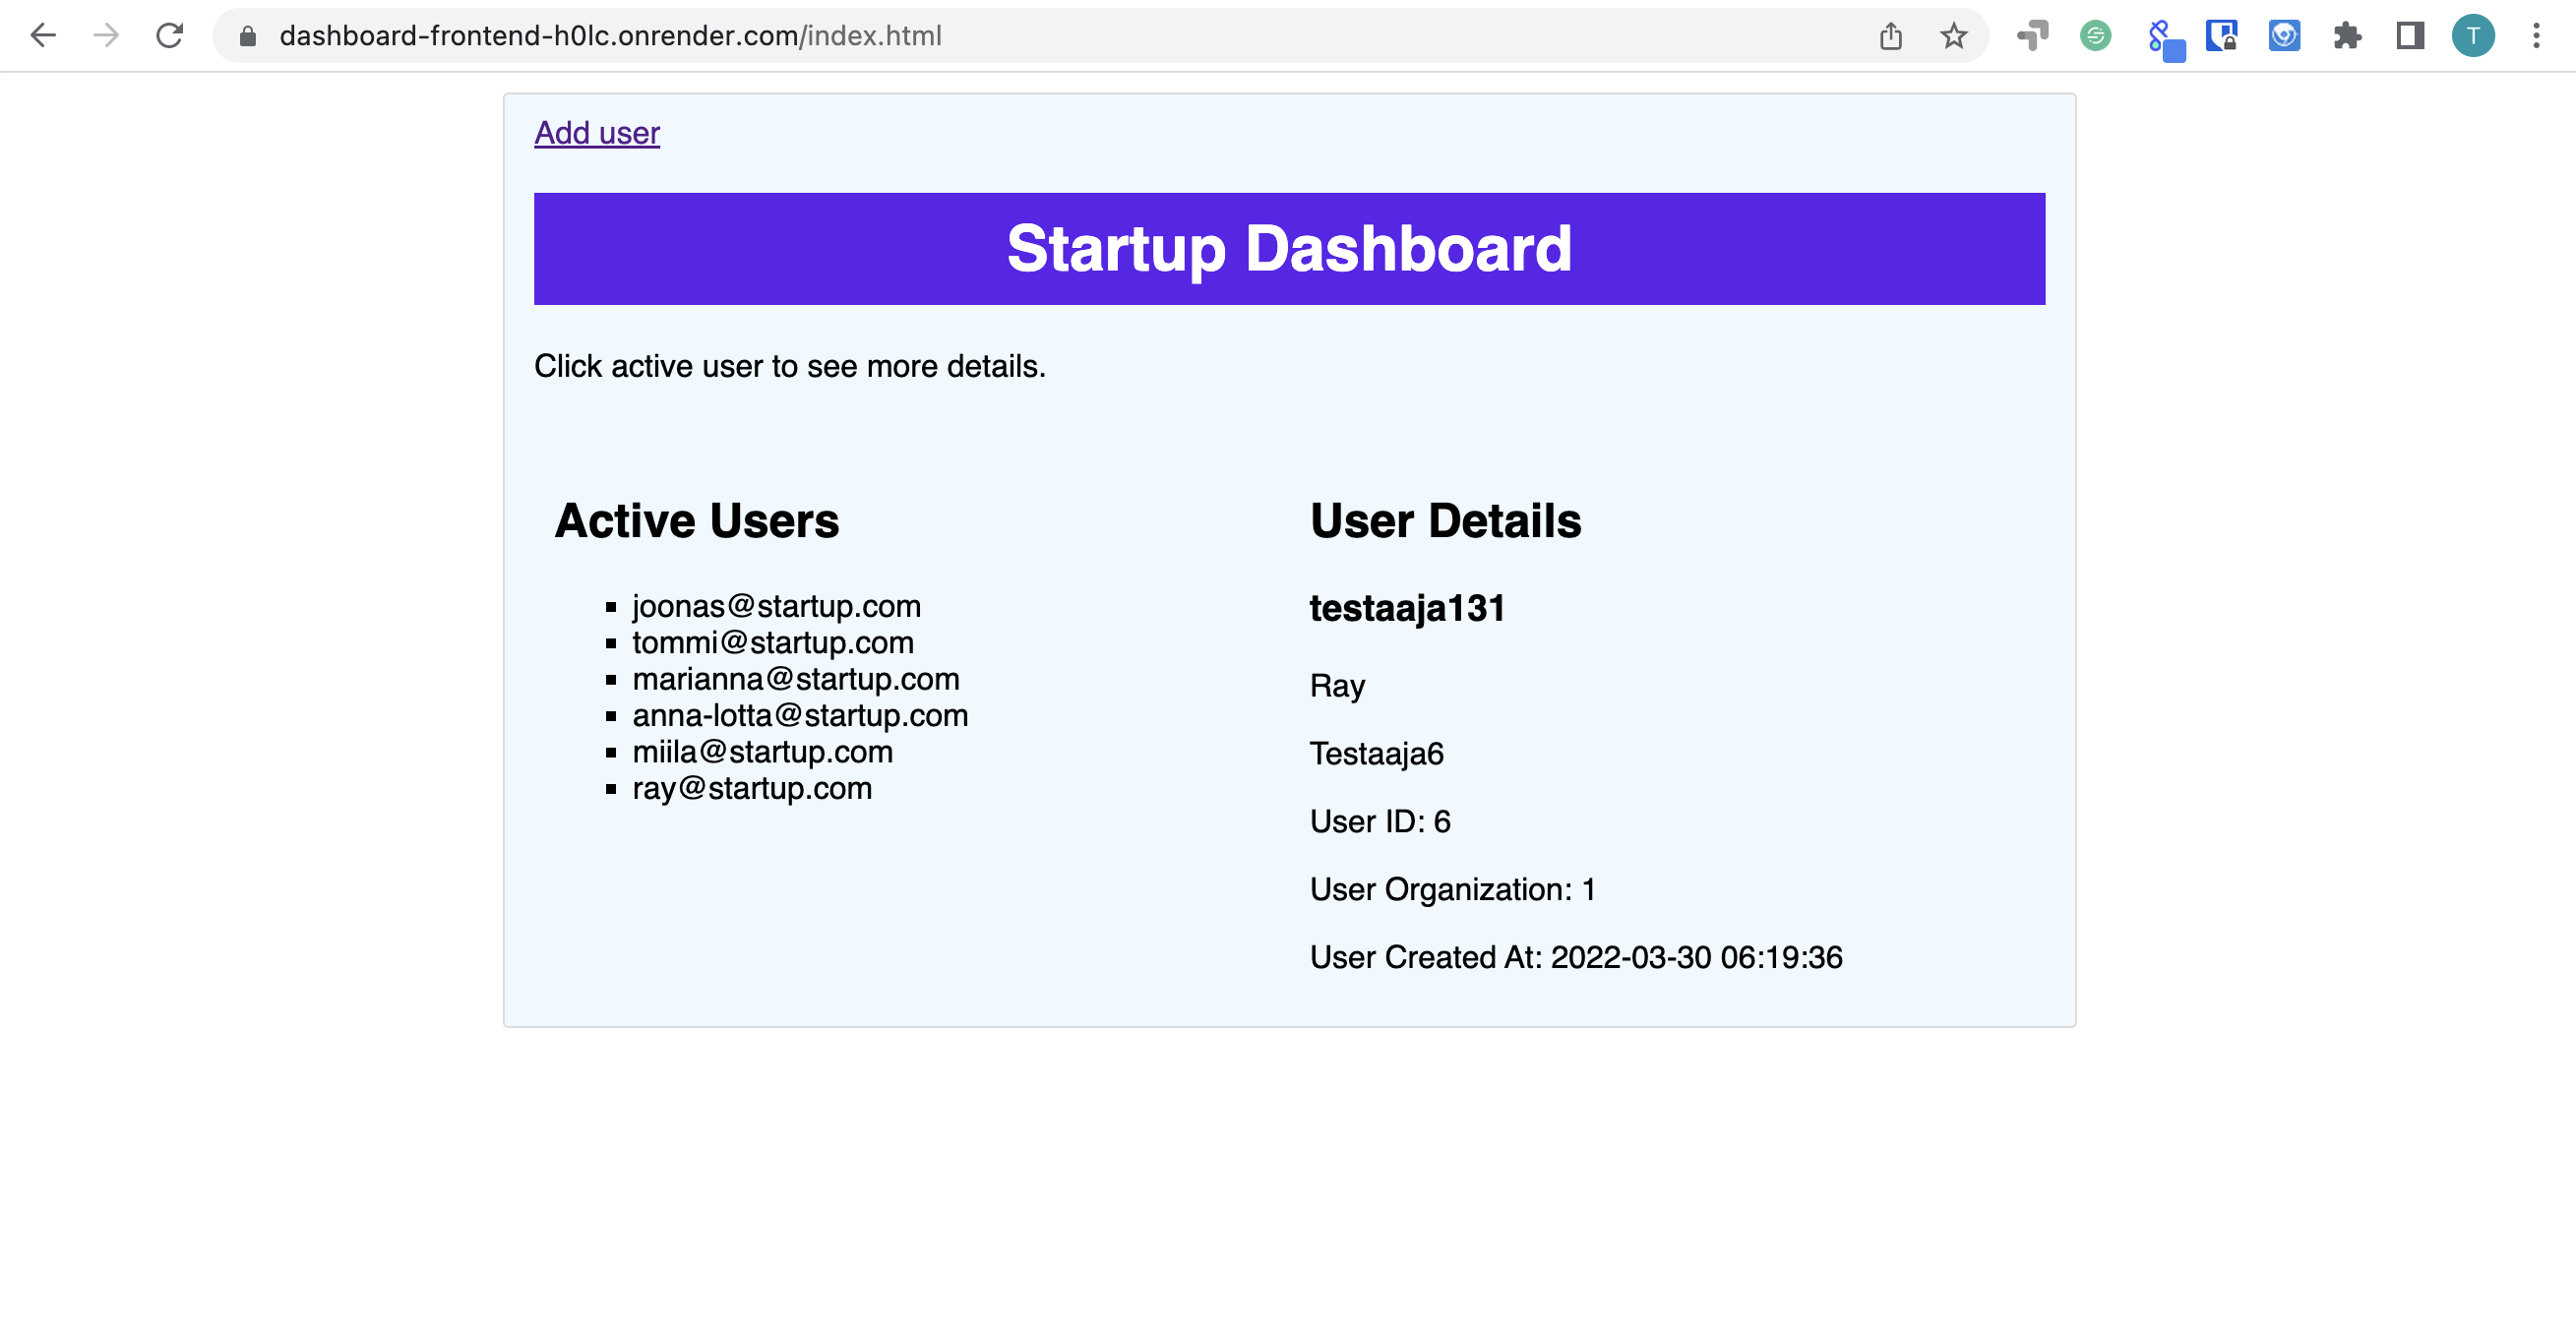 dashboard-frontend-h0lc.onrender.com/index.html
T
Add user
Startup Dashboard
Click active user to see more details.
Active Users
joonas@startup.com
tommi@startup.com
marianna@startup.com
anna-lotta@startup.com
miila@startup.com
ray@startup.com
User Details
testaaja131
Ray
Testaaja6
User ID: 6
User Organization: 1
User Created At: 2022-03-30 06:19:36